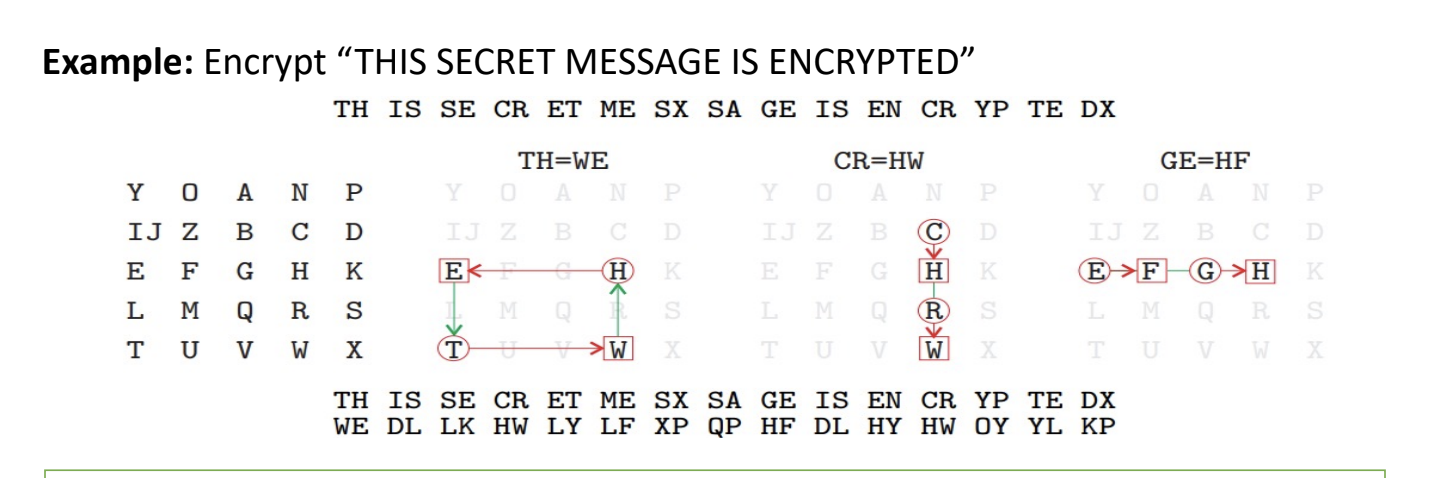 Example: Encrypt “THIS SECRET MESSAGE IS ENCRYPTED”
TH IS SE CR ET ME SX SA GE IS EN CR YP TE DX
TH=WE CR=HW GE=HF
Y O A N P Y O A N P Y O A N P Y O A N P
IJ Z B C D IJ Z B C D IJ Z B C D IJ Z B C D
E F G H K E F G H K E F G H K E F G H K
L M Q R S L M Q R S L M Q R S L M Q R S
T U V W X T U V W X T U V W X T U V W X
TH IS SE CR ET ME SX SA GE IS EN CR YP TE DX
WE DL LK HW LY LF XP QP HF DL HY HW OY YL KP